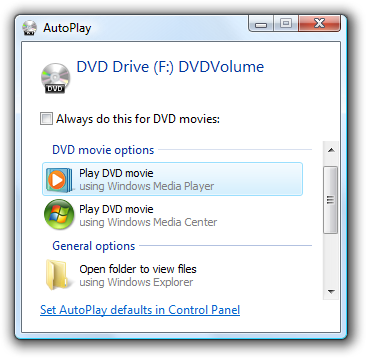 AutoPlay
DVD Drive (F:) DVDVolume
DVD
Always do this for DVD movies:
DVD movie options
Play DVD movie
using Windows Media Player
Play DVD movie
using Windows Media Center
General options
Open folder to view files
using Windows Explorer
Set AutoPlay defaults in Control Panel